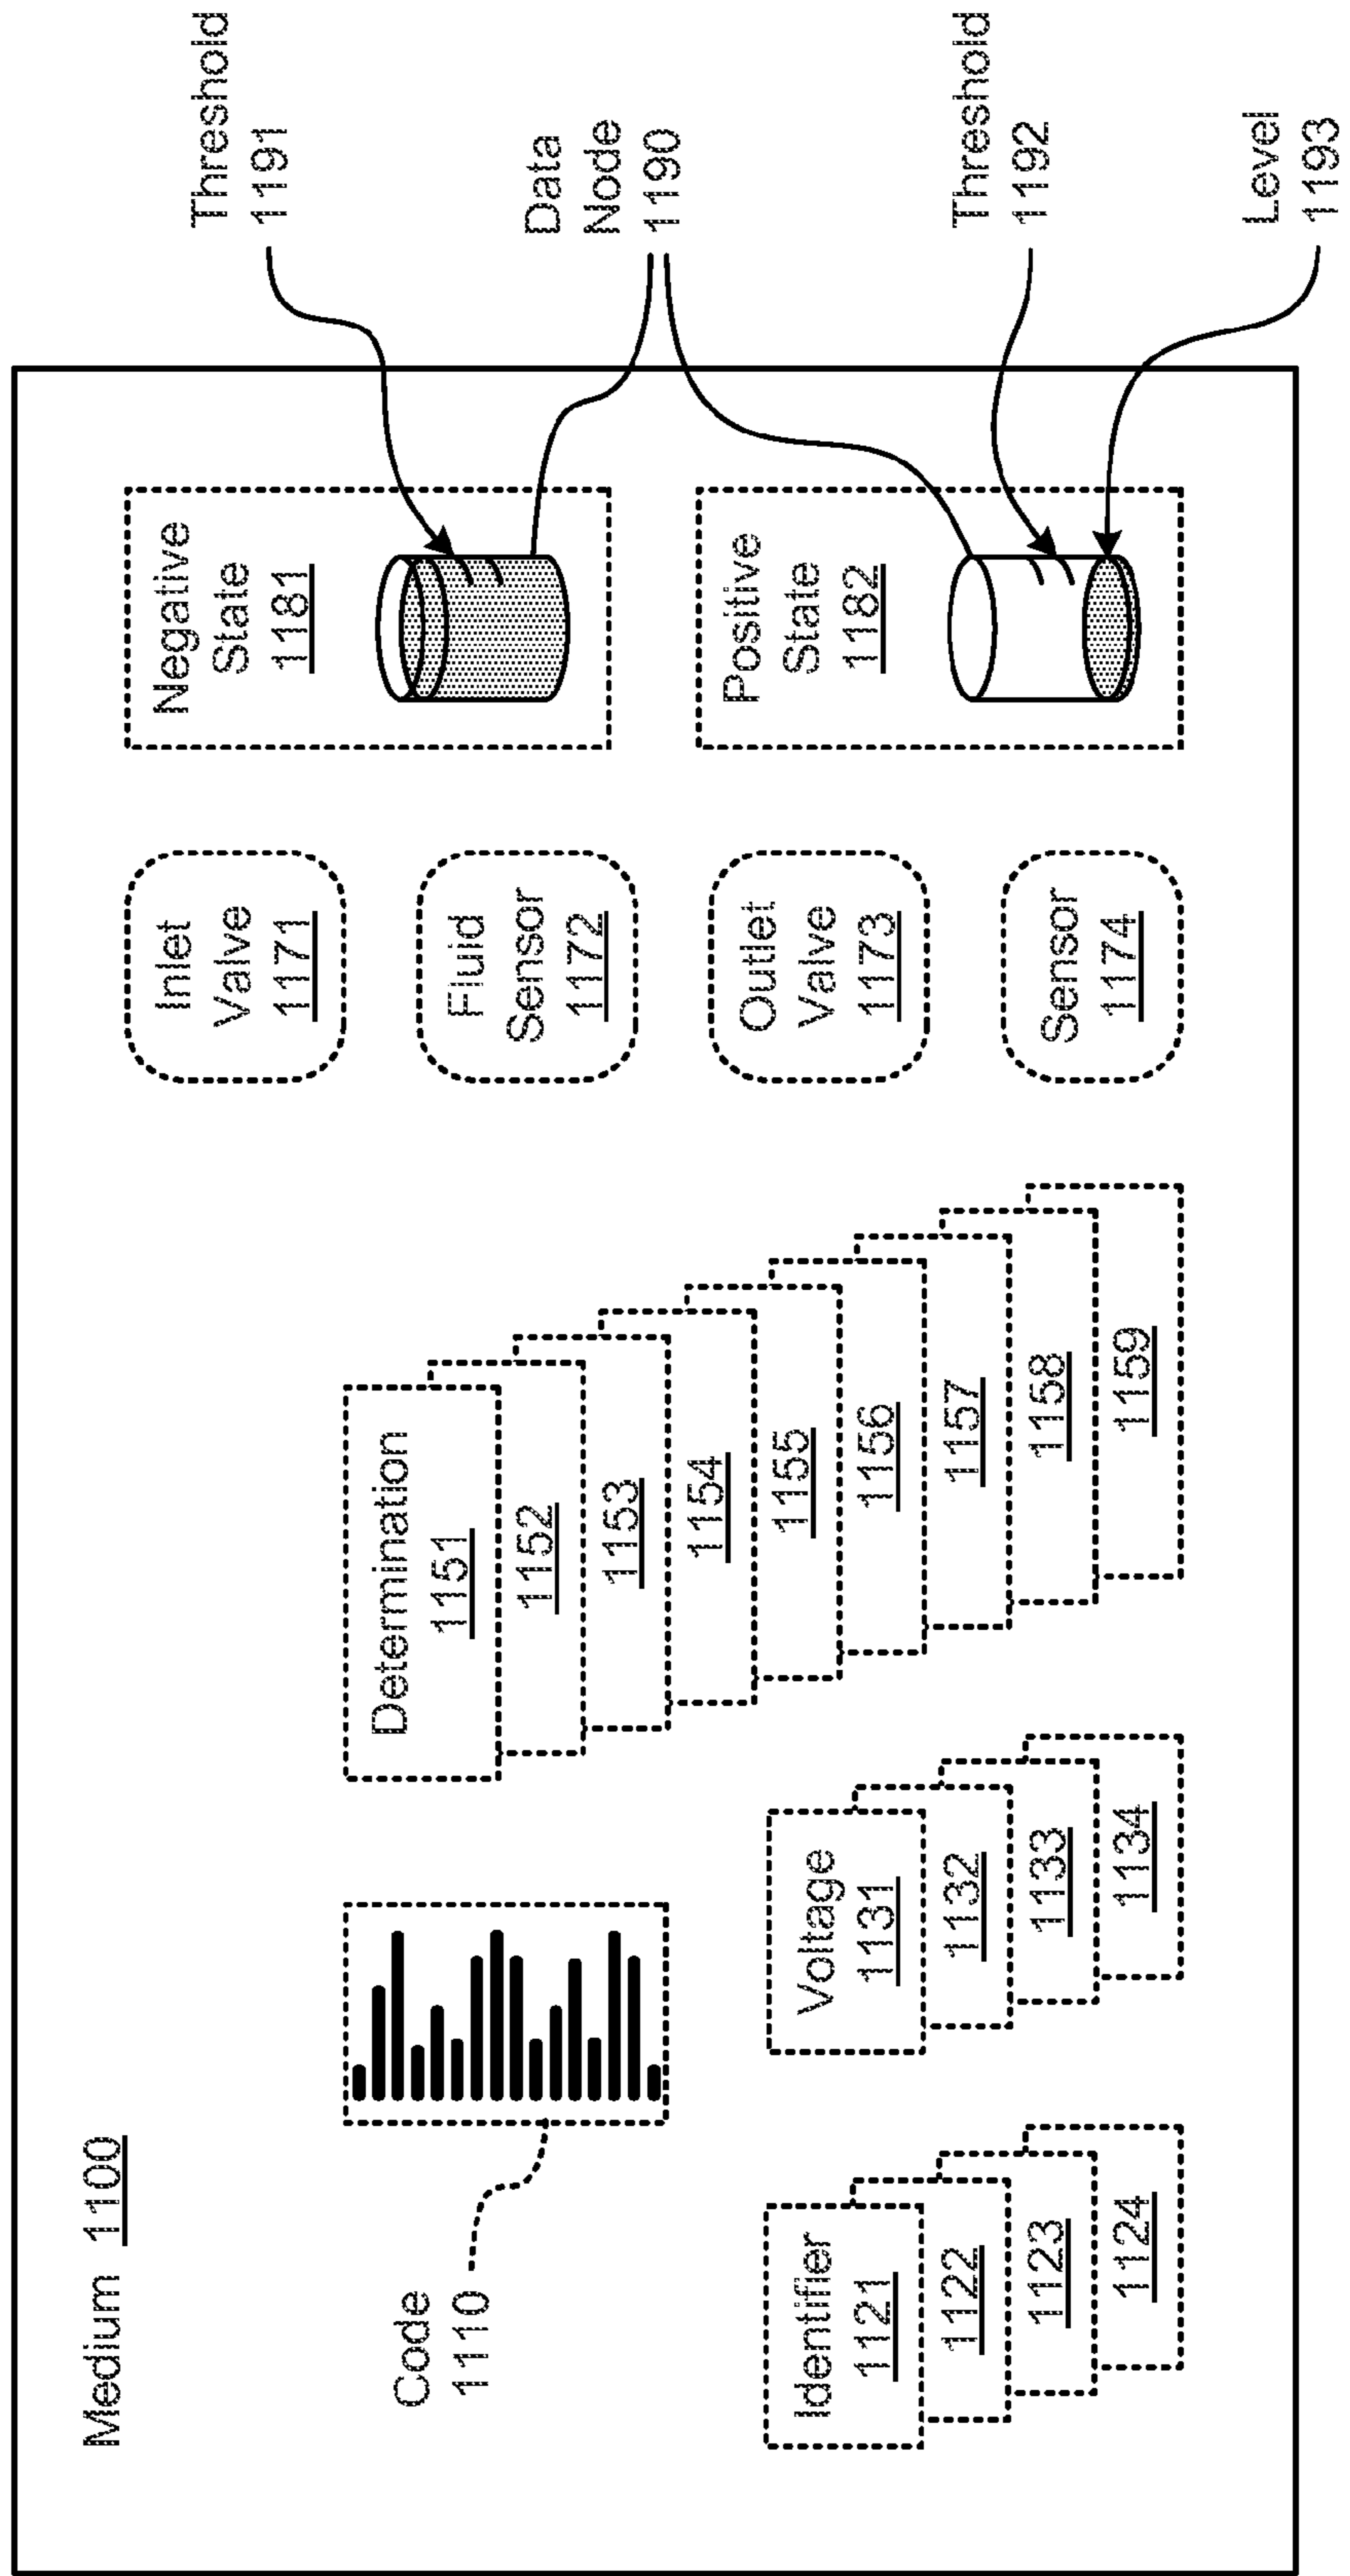 Medium 1100
Code
1110
Identifier
1121
1122
1123
1124
Voltage
1131
1132
1133
1134
Determination
1151
1152
1153
1154
1155
1156
1157
1158
1159
Inlet
Valve
1171
Fluid
Sensor
1172
Outlet
Valve
1173
Sensor
1174
Negative
State
1181
Positive
State
1182
Threshold
1191
Data
Node
1190
Threshold
1192
Level
1193